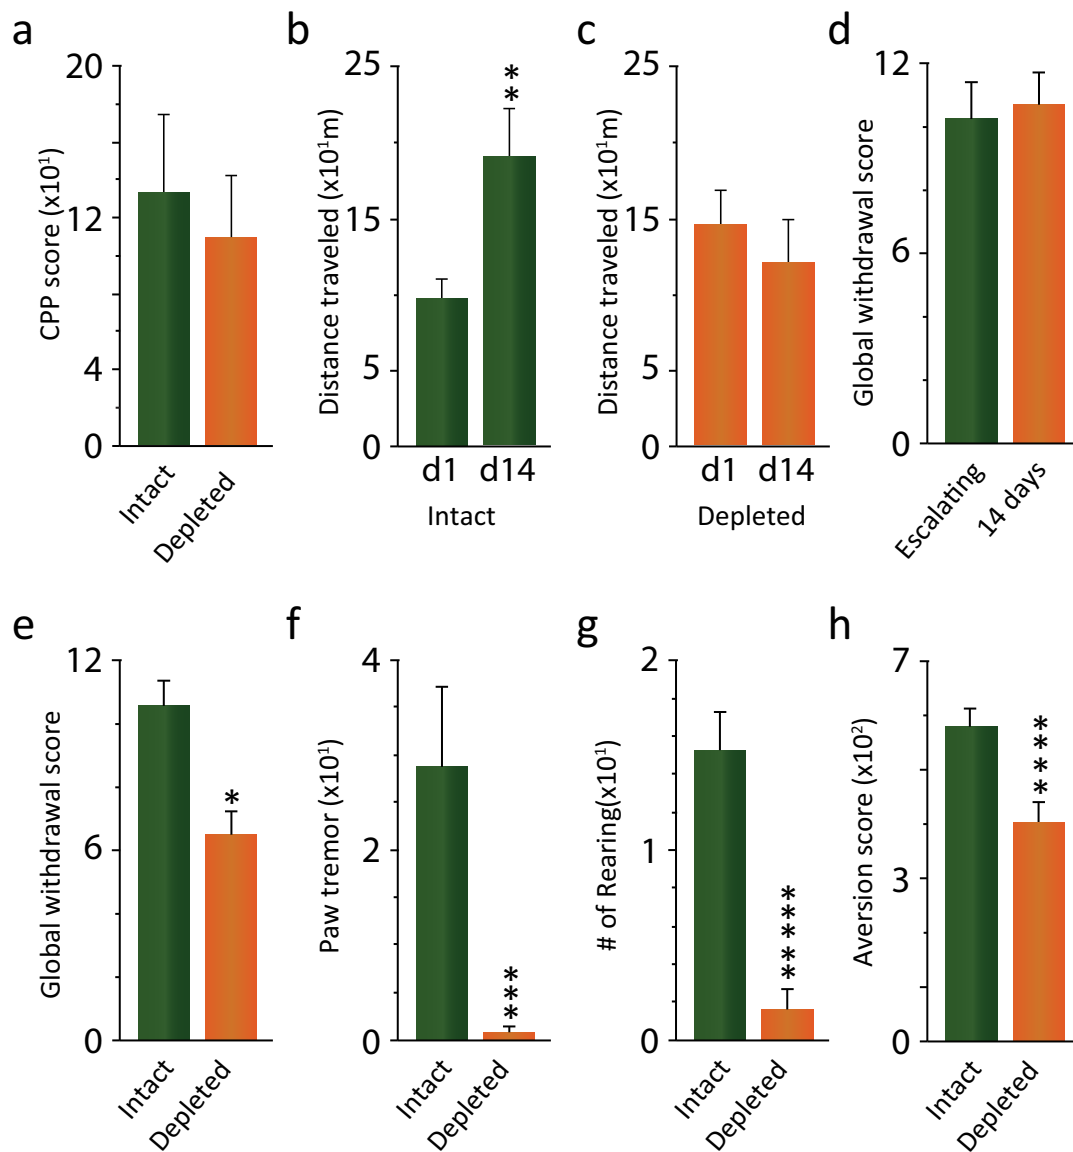 a
CPP score (x10¹)
20
12
4
0
Intact
Depleted
b
Distance traveled (x10¹m)
25
15
5
0
**
d1
d14
Intact
c
Distance traveled (x10¹m)
25
15
5
0
d1
d14
Depleted
d
Global withdrawal score
12
6
0
Escalating
14 days
e
Global withdrawal score
12
6
0
*
Intact
Depleted
f
Paw tremor (x10¹)
4
2
0
***
Intact
Depleted
g
# of Rearing(x10¹)
2
1
0
*****
Intact
Depleted
h
Aversion score (x10²)
7
3
0
****
Intact
Depleted